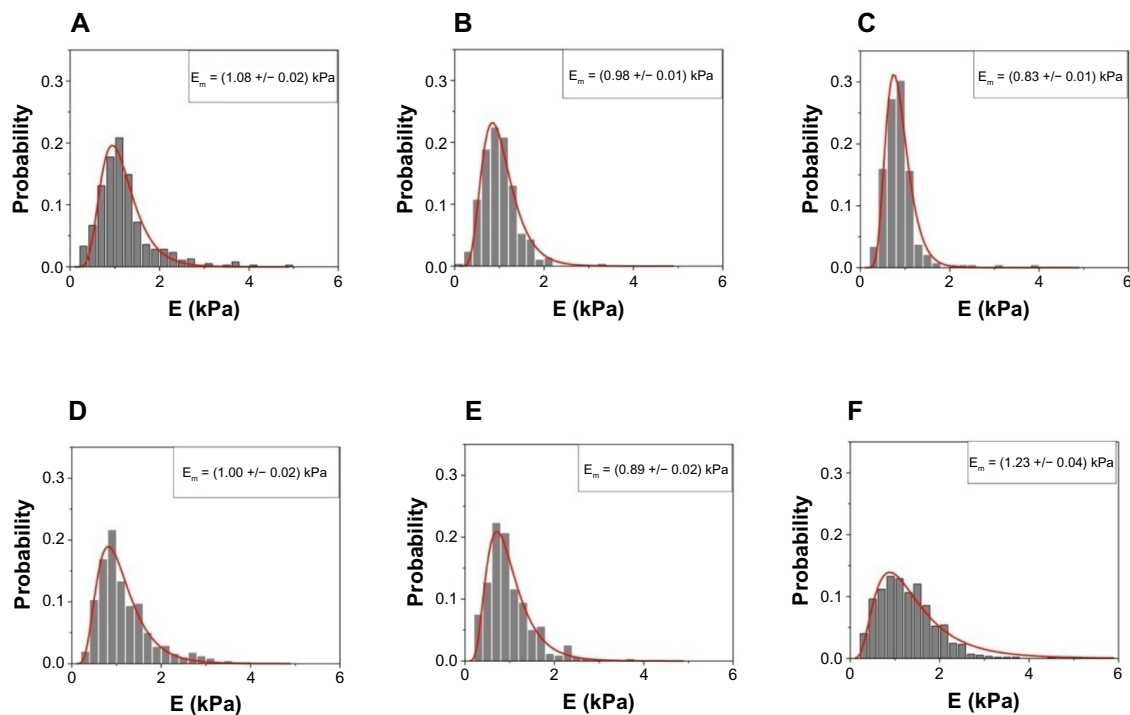 A
B
C
E_m = (1.08 +/− 0.02) kPa
E_m = (0.98 +/− 0.01) kPa
E_m = (0.83 +/− 0.01) kPa
0.3
0.3
0.3
Probability
Probability
Probability
0.2
0.2
0.2
0.1
0.1
0.1
0.0
0.0
0.0
0 2 4 6
0 2 4 6
0 2 4 6
E (kPa)
E (kPa)
E (kPa)
D
E
F
E_m = (1.00 +/− 0.02) kPa
E_m = (0.89 +/− 0.02) kPa
E_m = (1.23 +/− 0.04) kPa
0.3
0.3
0.3
Probability
Probability
Probability
0.2
0.2
0.2
0.1
0.1
0.1
0.0
0.0
0.0
0 2 4 6
0 2 4 6
0 2 4 6
E (kPa)
E (kPa)
E (kPa)